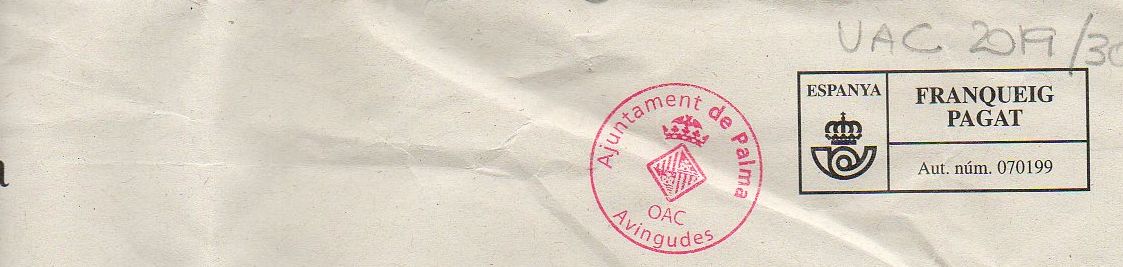 UAC 2019/30
ESPANYA
FRANQUEIG
PAGAT
Aut. núm. 070199
Ajuntament de Palma
OAC
Avingudes